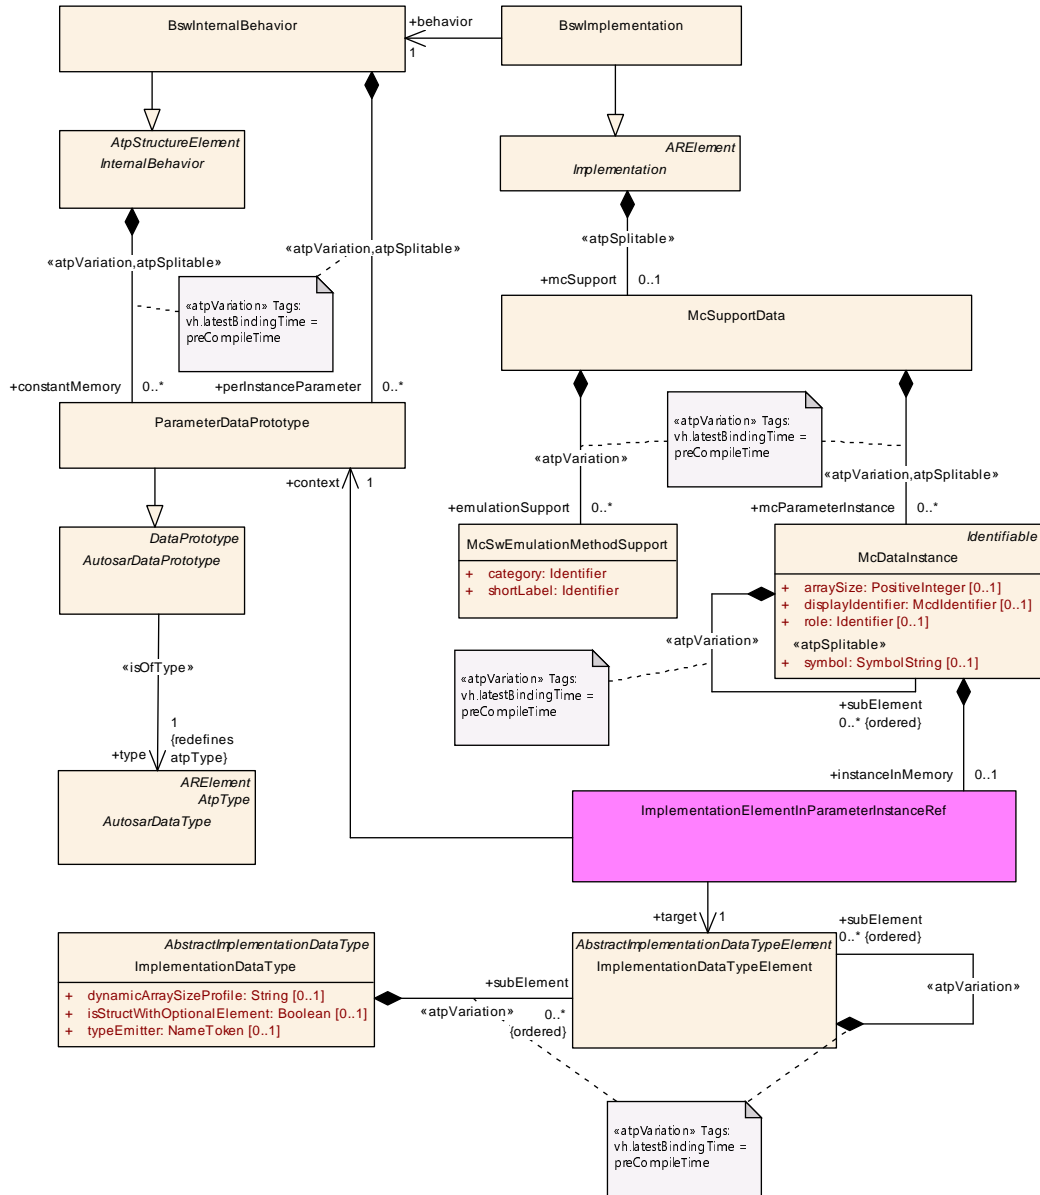 BswInternalBehavior
+behavior
1
BswImplementation
AtpStructureElement
InternalBehavior
ARElement
Implementation
«atpVariation,atpSplitable»
«atpVariation,atpSplitable»
«atpSplitable»
«atpVariation» Tags:
vh.latestBindingTime =
preCompileTime
+mcSupport
0..1
McSupportData
+constantMemory
0..*
+perInstanceParameter
0..*
ParameterDataPrototype
«atpVariation» Tags:
vh.latestBindingTime =
preCompileTime
«atpVariation»
«atpVariation,atpSplitable»
+context
1
+emulationSupport
0..*
+mcParameterInstance
0..*
DataPrototype
AutosarDataPrototype
McSwEmulationMethodSupport
+ category: Identifier
+ shortLabel: Identifier
Identifiable
McDataInstance
+ arraySize: PositiveInteger [0..1]
+ displayIdentifier: McdIdentifier [0..1]
+ role: Identifier [0..1]
«atpSplitable»
+ symbol: SymbolString [0..1]
«atpVariation»
«isOfType»
«atpVariation» Tags:
vh.latestBindingTime =
preCompileTime
+subElement
0..* {ordered}
1
{redefines
atpType}
+type
+instanceInMemory
0..1
ARElement
AtpType
AutosarDataType
ImplementationElementInParameterInstanceRef
+target
1
+subElement
0..* {ordered}
AbstractImplementationDataType
ImplementationDataType
+ dynamicArraySizeProfile: String [0..1]
+ isStructWithOptionalElement: Boolean [0..1]
+ typeEmitter: NameToken [0..1]
+subElement
«atpVariation»
0..*
{ordered}
AbstractImplementationDataTypeElement
ImplementationDataTypeElement
«atpVariation»
«atpVariation» Tags:
vh.latestBindingTime =
preCompileTime